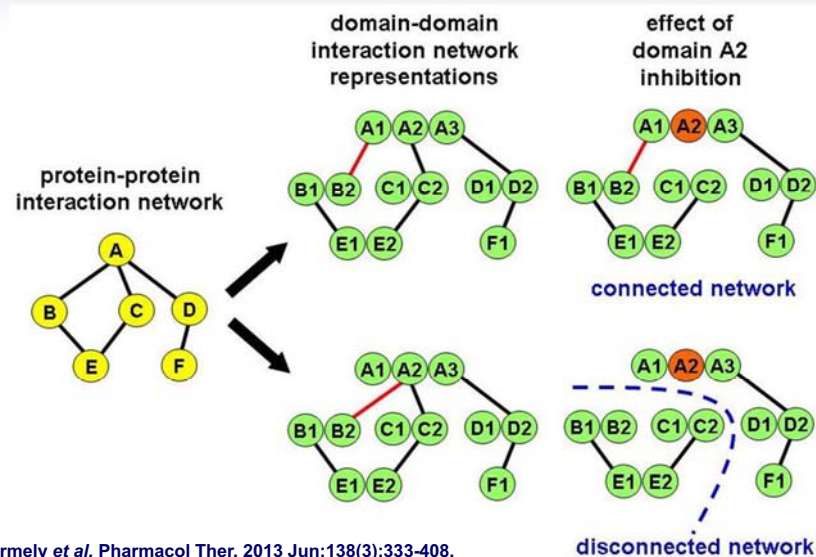 domain-domain
interaction network
representations
effect of
domain A2
inhibition
protein-protein
interaction network
A
B C D
E F
A1 A2 A3
B1 B2 C1 C2 D1 D2
E1 E2 F1
A1 A2 A3
B1 B2 C1 C2 D1 D2
E1 E2 F1
connected network
A1 A2 A3
B1 B2 C1 C2 D1 D2
E1 E2 F1
A1 A2 A3
B1 B2 C1 C2 D1 D2
E1 E2 F1
disconnected network
rmely et al. Pharmacol Ther. 2013 Jun;138(3):333-408.